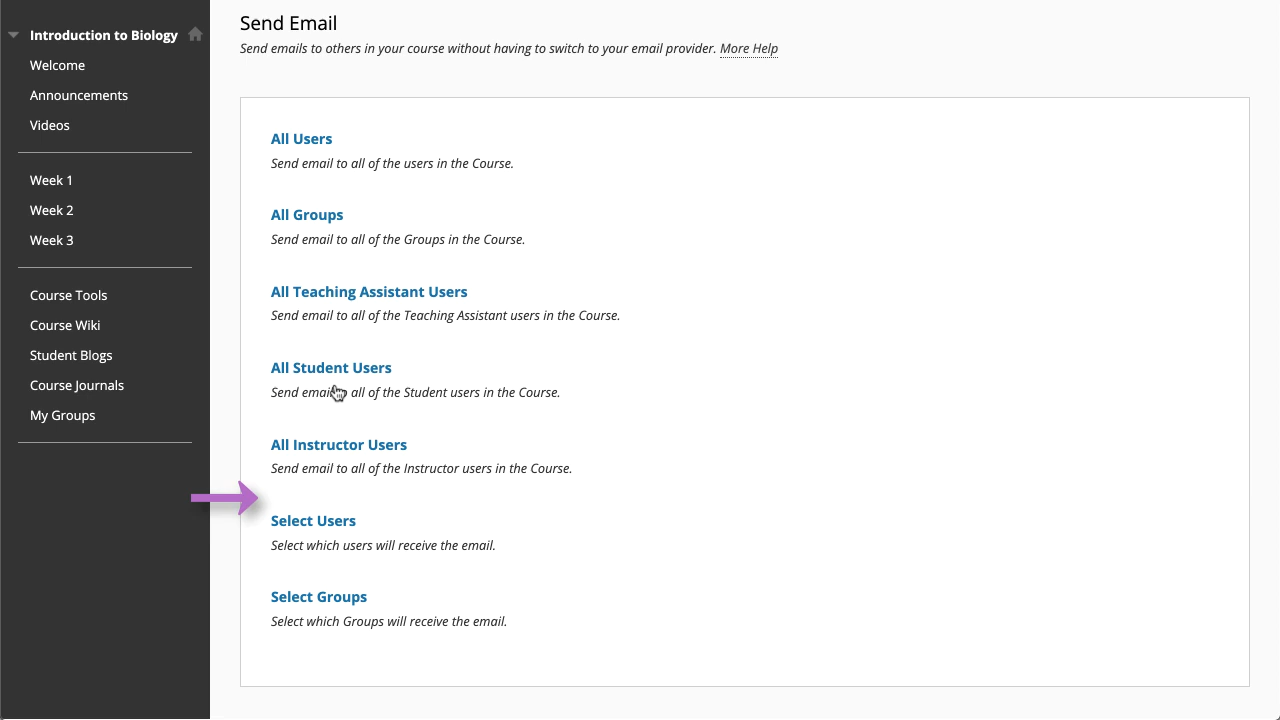 Introduction to Biology
Welcome
Announcements
Videos
Week 1
Week 2
Week 3
Course Tools
Course Wiki
Student Blogs
Course Journals
My Groups
Send Email
Send emails to others in your course without having to switch to your email provider. More Help
All Users
Send email to all of the users in the Course.
All Groups
Send email to all of the Groups in the Course.
All Teaching Assistant Users
Send email to all of the Teaching Assistant users in the Course.
All Student Users
Send email all of the Student users in the Course.
All Instructor Users
Send email to all of the Instructor users in the Course.
Select Users
Select which users will receive the email.
Select Groups
Select which Groups will receive the email.